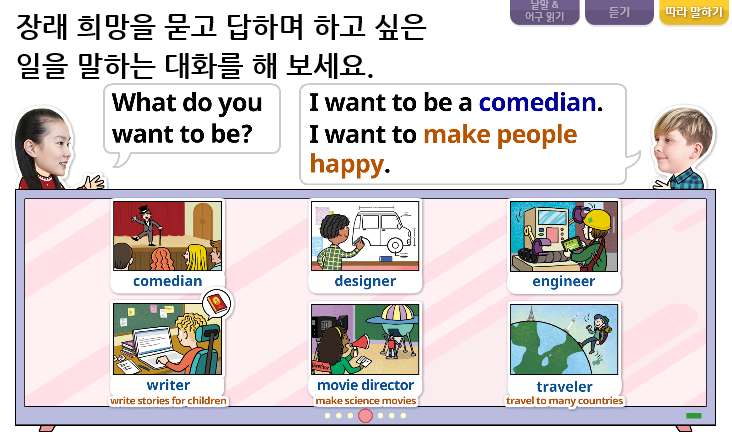 장래 희망을 묻고 답하며 하고 싶은
일을 말하는 대화를 해 보세요.
낱말 &
어구 읽기
듣기
따라 말하기
What do you
want to be?
I want to be a comedian.
I want to make people
happy.
comedian
designer
engineer
writer
write stories for children
movie director
make science movies
traveler
travel to many countries